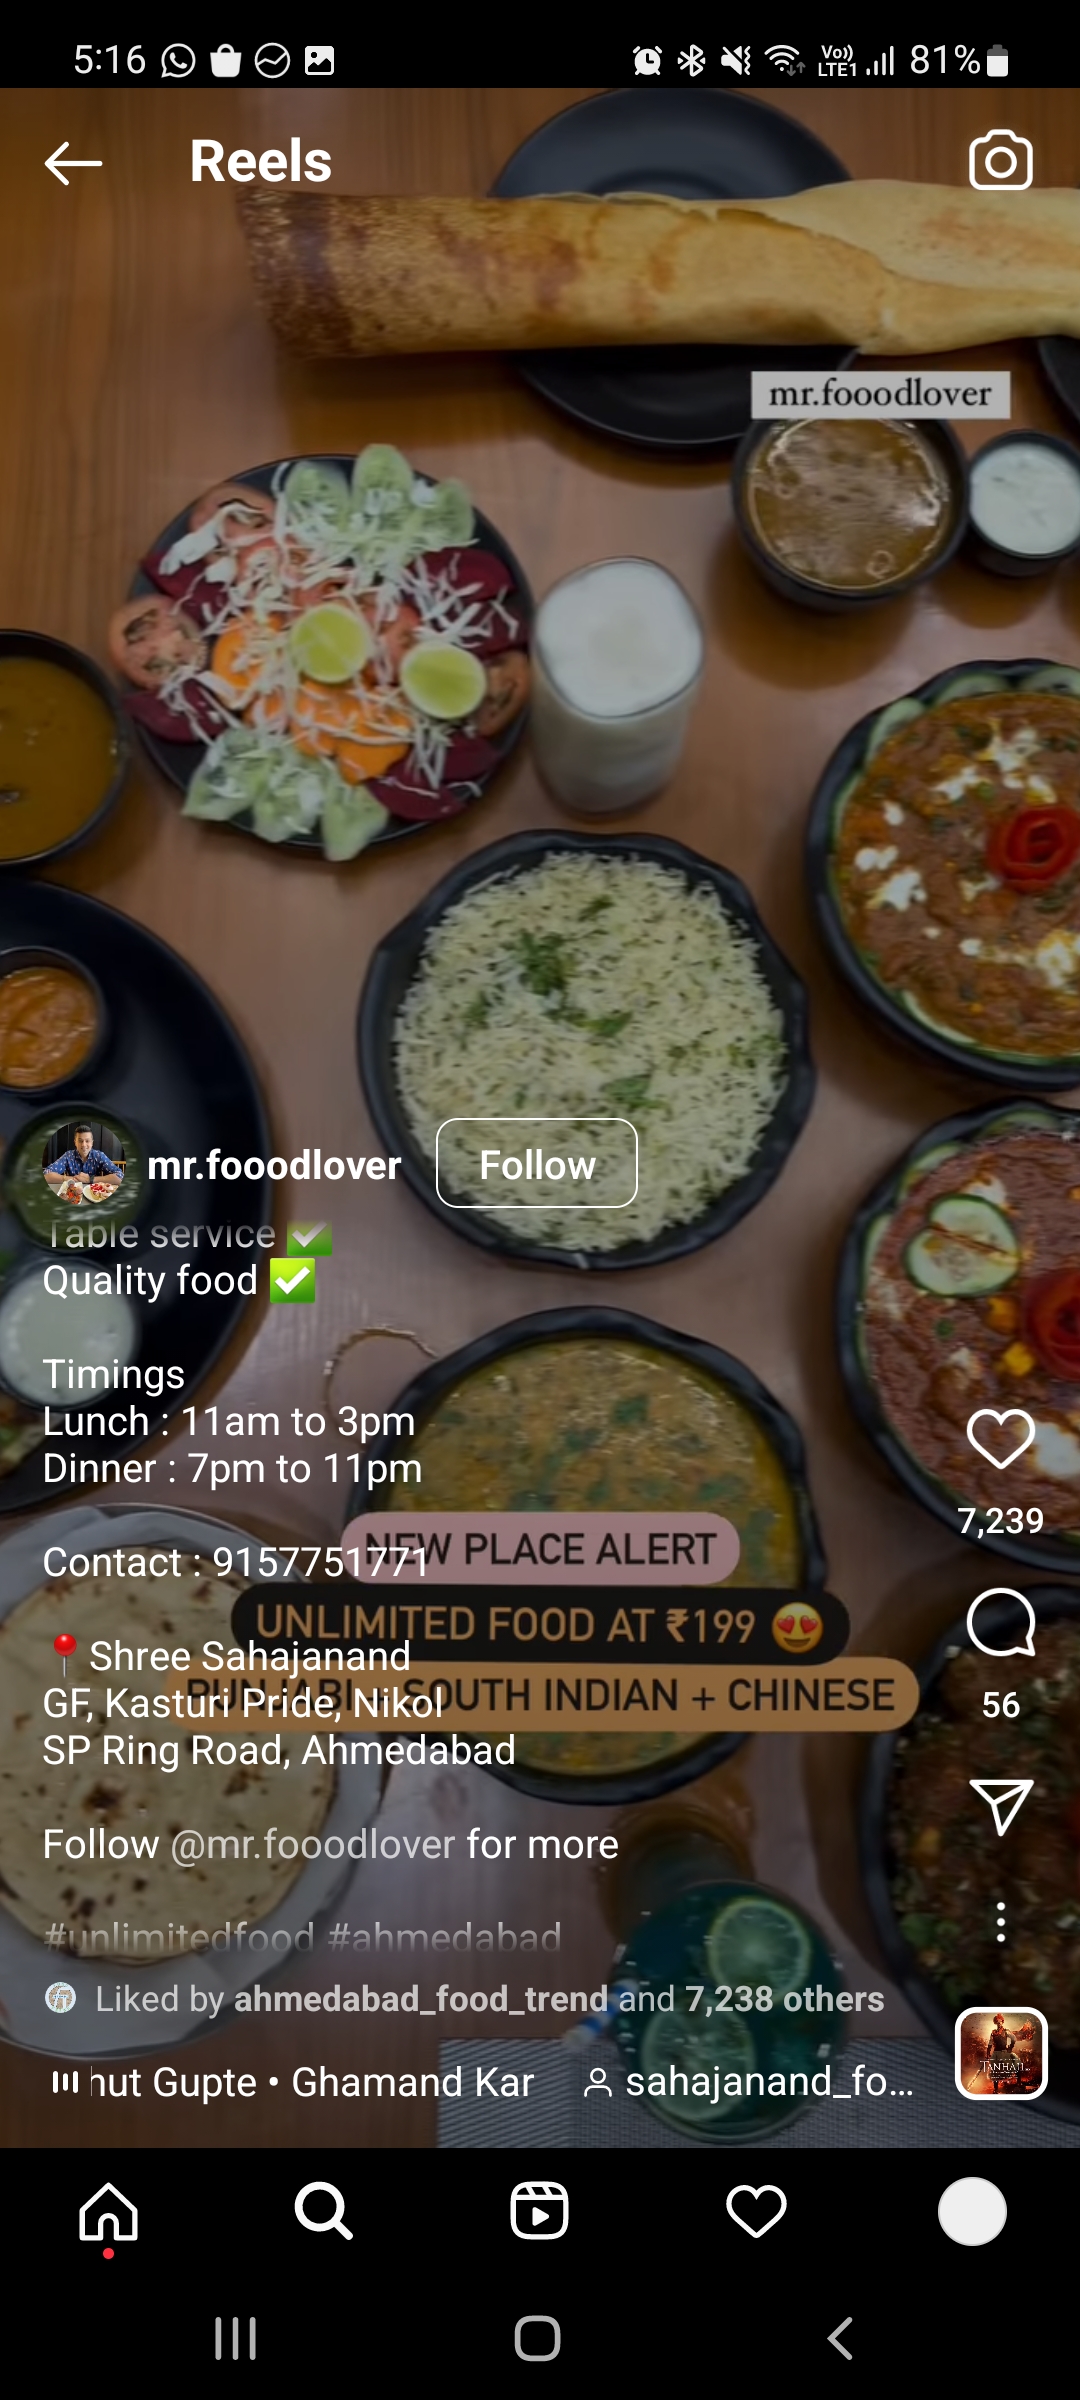 5:16
Vo)) LTE1 81%
Reels
mr.fooodlover
mr.fooodlover Follow
Table service ✅
Quality food ✅
Timings
Lunch : 11am to 3pm
Dinner : 7pm to 11pm
NEW PLACE ALERT
Contact : 9157751771
UNLIMITED FOOD AT ₹199 😍
📍Shree Sahajanand
PUNJABI + SOUTH INDIAN + CHINESE
GF, Kasturi Pride, Nikol
SP Ring Road, Ahmedabad
Follow @mr.fooodlover for more
#unlimitedfood #ahmedabad
Liked by ahmedabad_food_trend and 7,238 others
hut Gupte • Ghamand Kar
sahajanand_fo...
7,239
56
TANHAJI